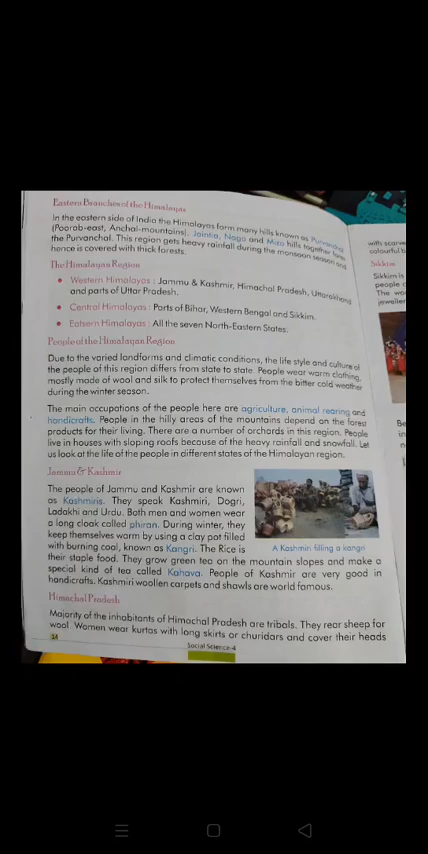 Eastern Branches of the Himalayas
In the eastern side of India the Himalayas form many hills known as Purvanchal
(Poorab-east, Anchal-mountains). Jaintia, Naga and Mizo hills together form
the Purvanchal. This region gets heavy rainfall during the monsoon season and
hence is covered with thick forests.
The Himalayas Region
• Western Himalayas : Jammu & Kashmir, Himachal Pradesh, Uttarakhand
and parts of Uttar Pradesh.
• Central Himalayas : Parts of Bihar, Western Bengal and Sikkim.
• Eatsern Himalayas : All the seven North-Eastern States.
People of the Himalayan Region
Due to the varied landforms and climatic conditions, the life style and culture of
the people of this region differs from state to state. People wear warm clothing,
mostly made of wool and silk to protect themselves from the bitter cold weather
during the winter season.
The main occupations of the people here are agriculture, animal rearing and
handicrafts. People in the hilly areas of the mountains depend on the forest
products for their living. There are a number of orchards in this region. People
live in houses with sloping roofs because of the heavy rainfall and snowfall. Let
us look at the life of the people in different states of the Himalayan region.
Jammu & Kashmir
The people of Jammu and Kashmir are known
as Kashmiris. They speak Kashmiri, Dogri,
Ladakhi and Urdu. Both men and women wear
a long cloak called phiran. During winter, they
keep themselves warm by using a clay pot filled
with burning coal, known as Kangri. The Rice is
their staple food. They grow green tea on the mountain slopes and make a
special kind of tea called Kahava. People of Kashmir are very good in
handicrafts. Kashmiri woollen carpets and shawls are world famous.
A Kashmiri filling a kangri
Himachal Pradesh
Majority of the inhabitants of Himachal Pradesh are tribals. They rear sheep for
wool. Women wear kurtas with long skirts or churidars and cover their heads
14
Social Science-4
with scarve
colourful b
Sikkim
Sikkim is
people o
The wo
jeweller
Be
in